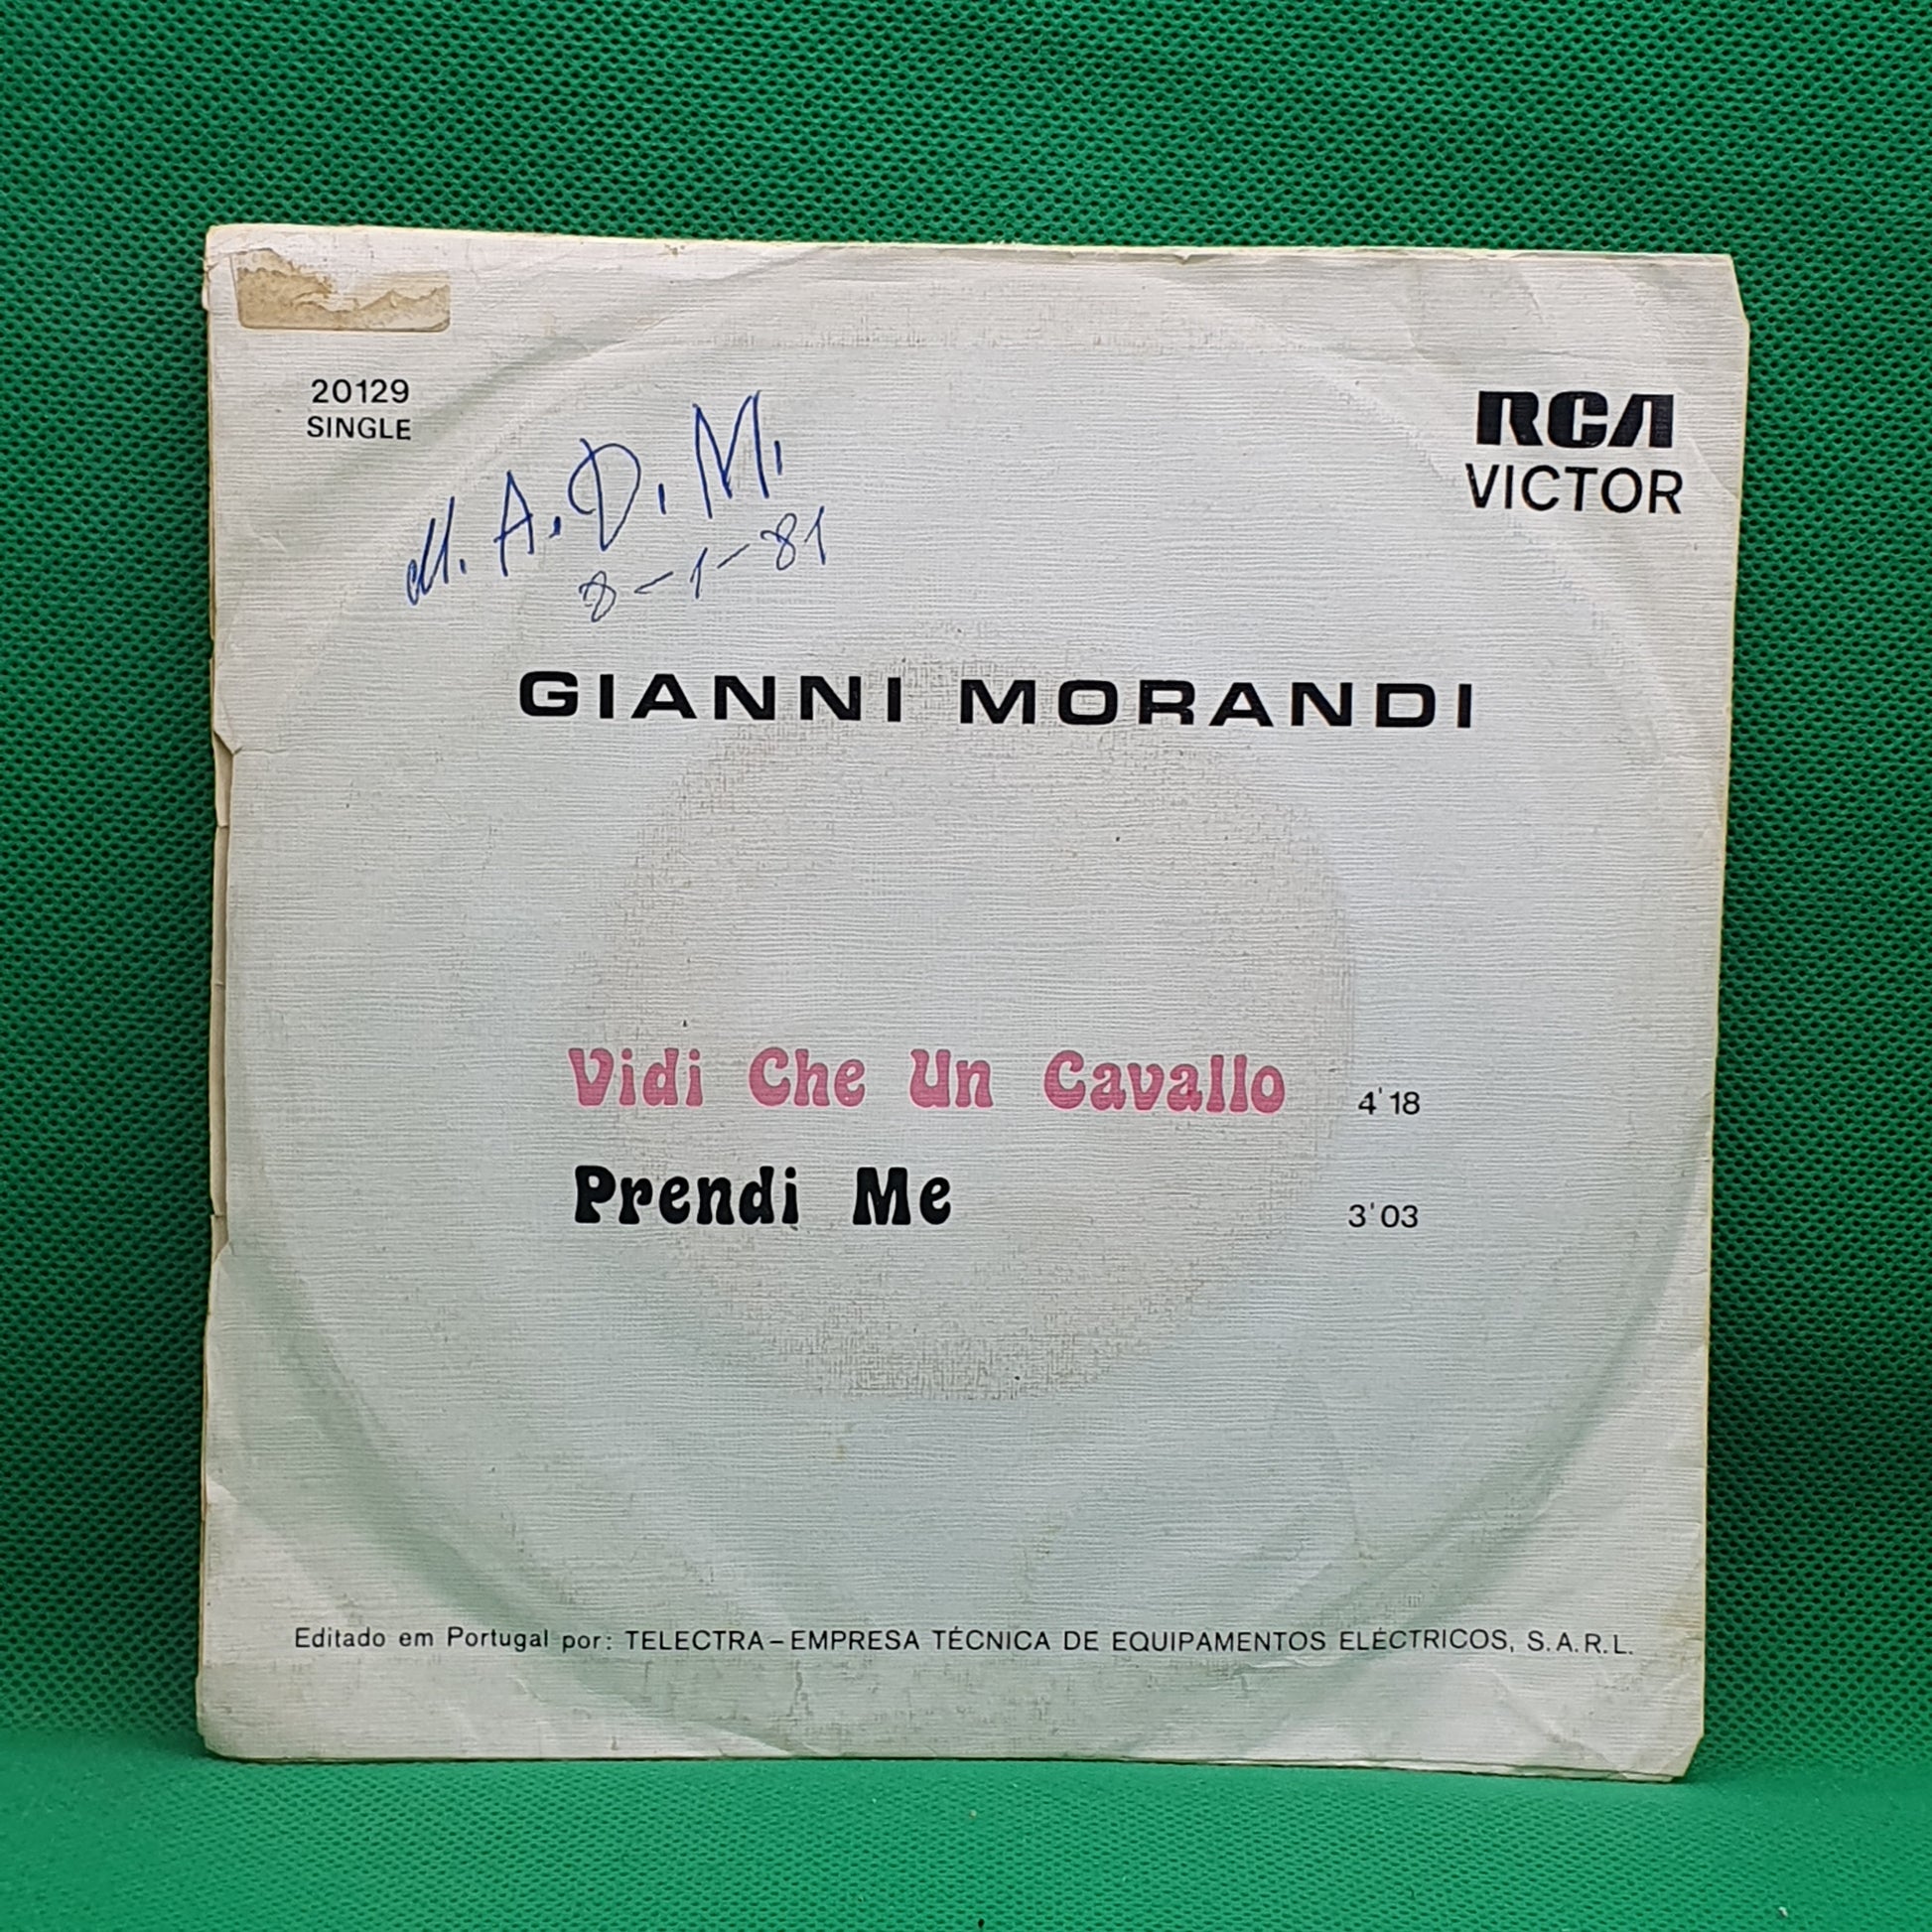 20129
SINGLE
RCA
VICTOR
M. A. D. M.
8-1-81
GIANNI MORANDI
Vidi Che Un Cavallo 4'18
Prendi Me 3'03
Editado em Portugal por: TELECTRA – EMPRESA TÉCNICA DE EQUIPAMENTOS ELÉCTRICOS, S.A.R.L.